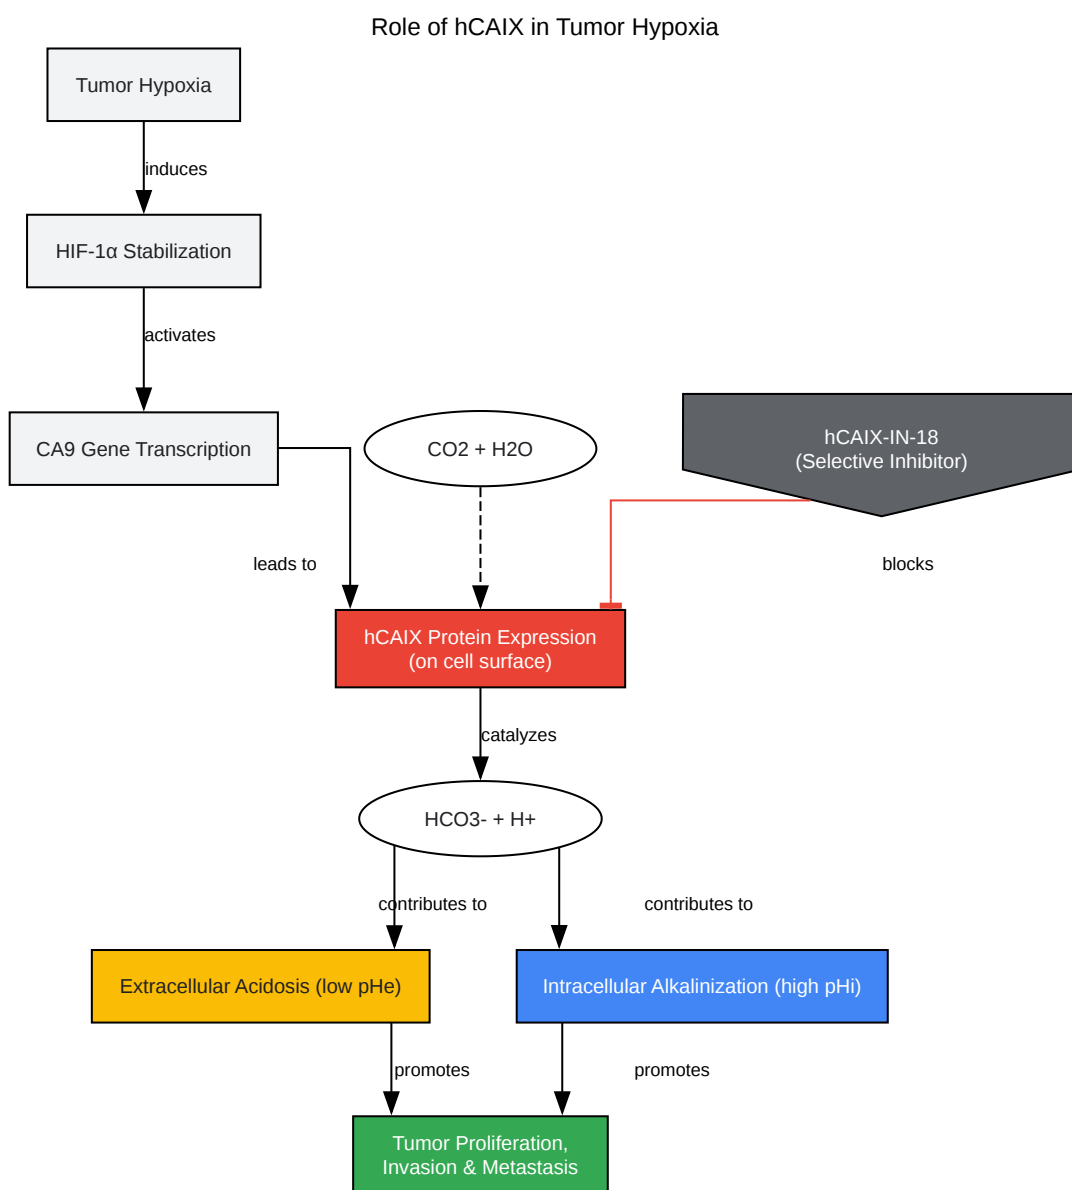 Role of hCAIX in Tumor Hypoxia
Tumor Hypoxia
induces
HIF-1α Stabilization
activates
CA9 Gene Transcription
CO2 + H2O
hCAIX-IN-18
(Selective Inhibitor)
leads to
blocks
hCAIX Protein Expression
(on cell surface)
catalyzes
HCO3- + H+
contributes to
contributes to
Extracellular Acidosis (low pHe)
Intracellular Alkalinization (high pHi)
promotes
promotes
Tumor Proliferation,
Invasion & Metastasis